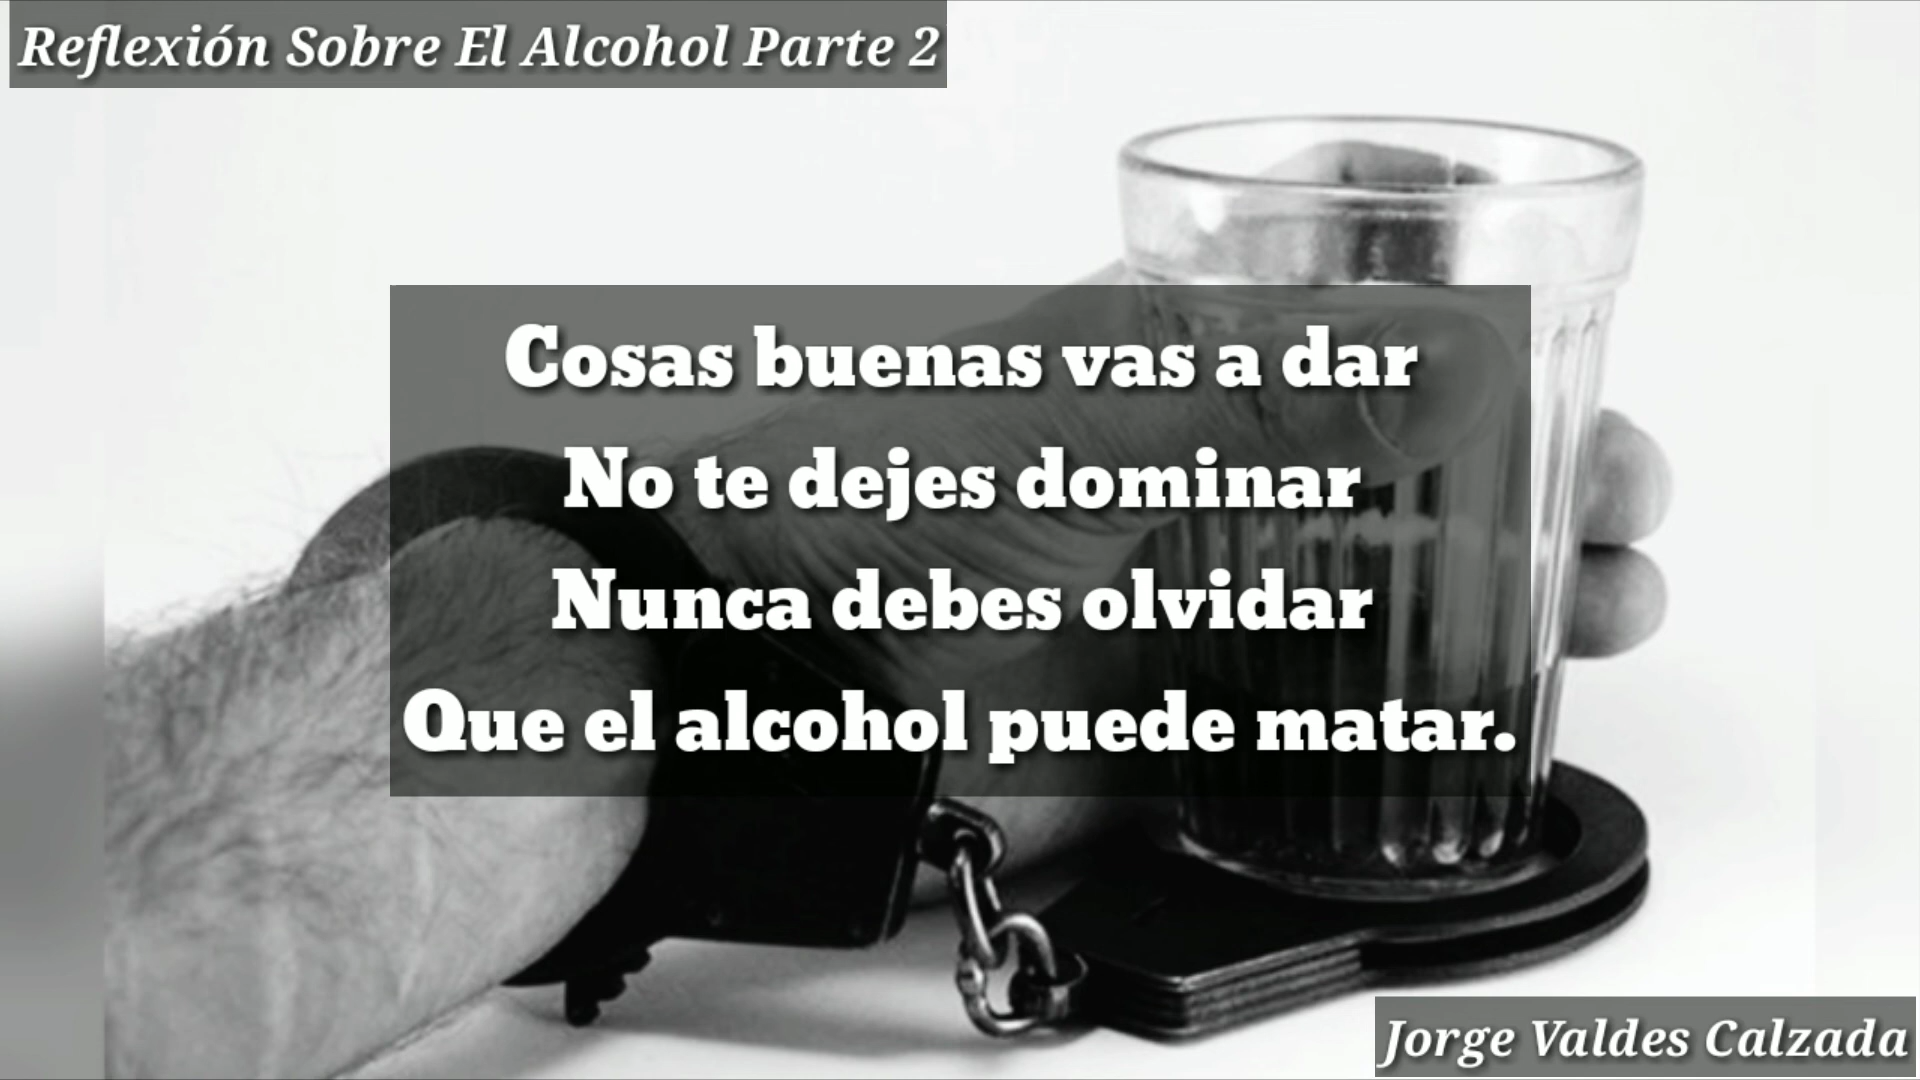 Reflexión Sobre El Alcohol Parte 2
Cosas buenas vas a dar
No te dejes dominar
Nunca debes olvidar
Que el alcohol puede matar.
Jorge Valdes Calzada